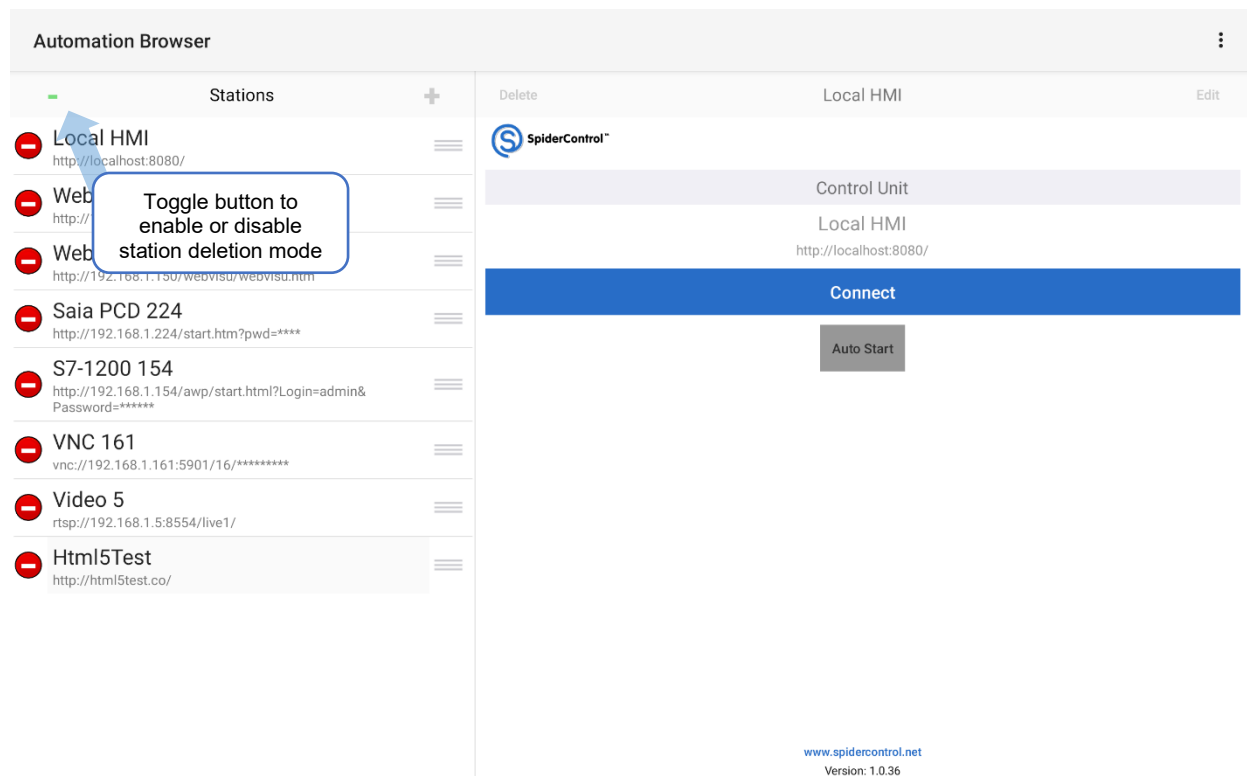 Automation Browser
Stations
Delete
Local HMI
Edit
Local HMI
http://localhost:8080/
Web
http://
Web
http://192.168.1.150/webvisu/webvisu.htm
Toggle button to
enable or disable
station deletion mode
Saia PCD 224
http://192.168.1.224/start.htm?pwd=****
S7-1200 154
http://192.168.1.154/awp/start.html?Login=admin&
Password=******
VNC 161
vnc://192.168.1.161:5901/16/*********
Video 5
rtsp://192.168.1.5:8554/live1/
Html5Test
http://html5test.co/
SpiderControl™
Control Unit
Local HMI
http://localhost:8080/
Connect
Auto Start
www.spidercontrol.net
Version: 1.0.36